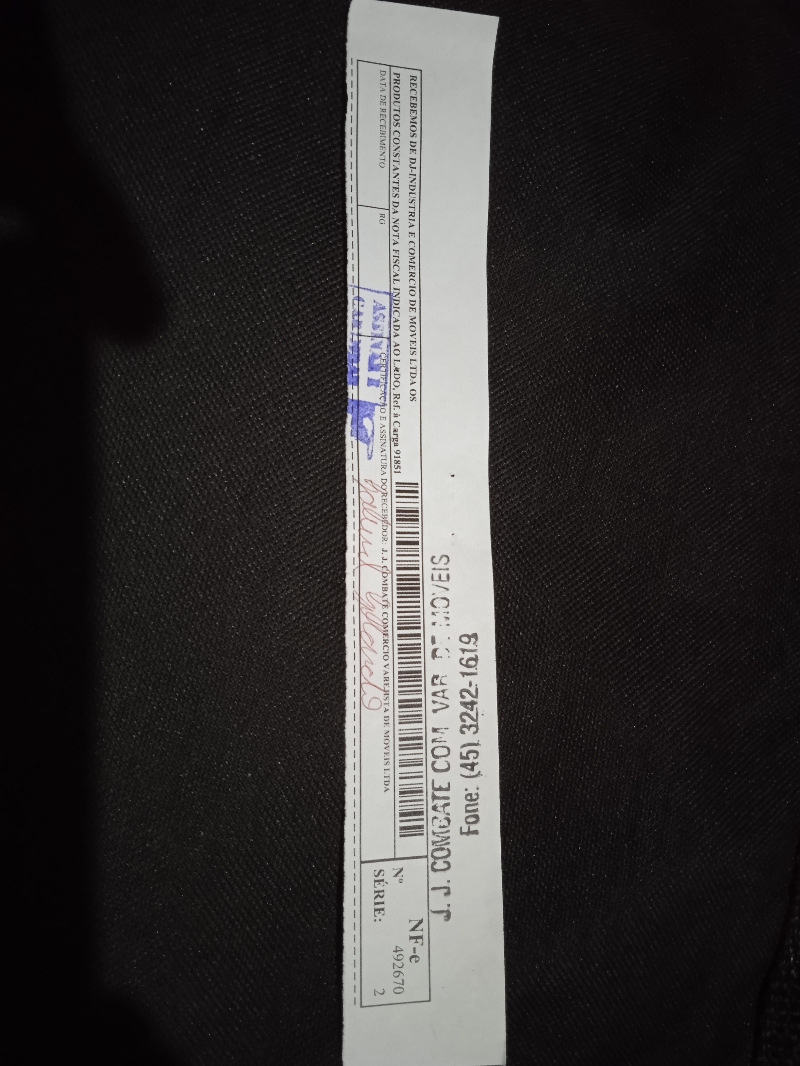 RECEBEMOS DE DJ-INDUSTRIA E COMERCIO DE MOVEIS LTDA OS
PRODUTOS CONSTANTES DA NOTA FISCAL INDICADA AO LADO, Ref. à Carga 91851
DATA DE RECEBIMENTO
RG
CERTIFICAÇÃO E ASSINATURA DO RECEBEDOR: J. J. COMBATE COMERCIO VAREJISTA DE MOVEIS LTDA
NF-e
Nº 492670
SÉRIE: 2
J. J. COMBATE COM VAR DE MOVEIS
Fone: (45) 3242-1619